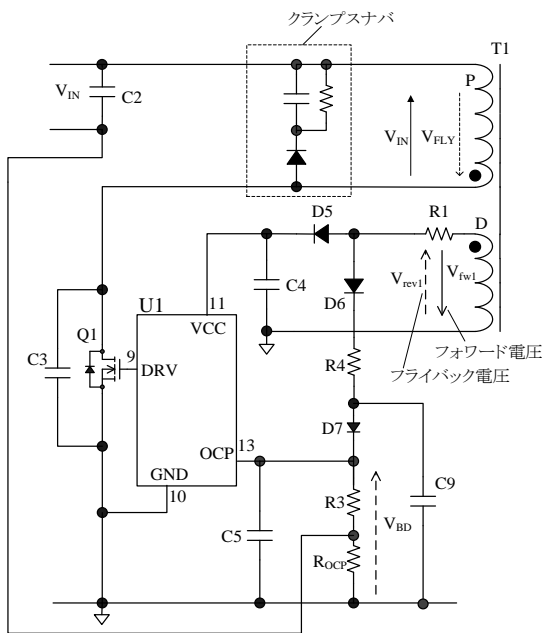 クランプスナバ
T1
P
V_IN
C2
V_IN
V_FLY
D5
R1
D
U1
11
C4
D6
V_rev1
V_fw1
VCC
Q1
C3
9
DRV
フォワード電圧
R4
フライバック電圧
D7
OCP
13
GND
10
R3
C9
C5
V_BD
R_OCP